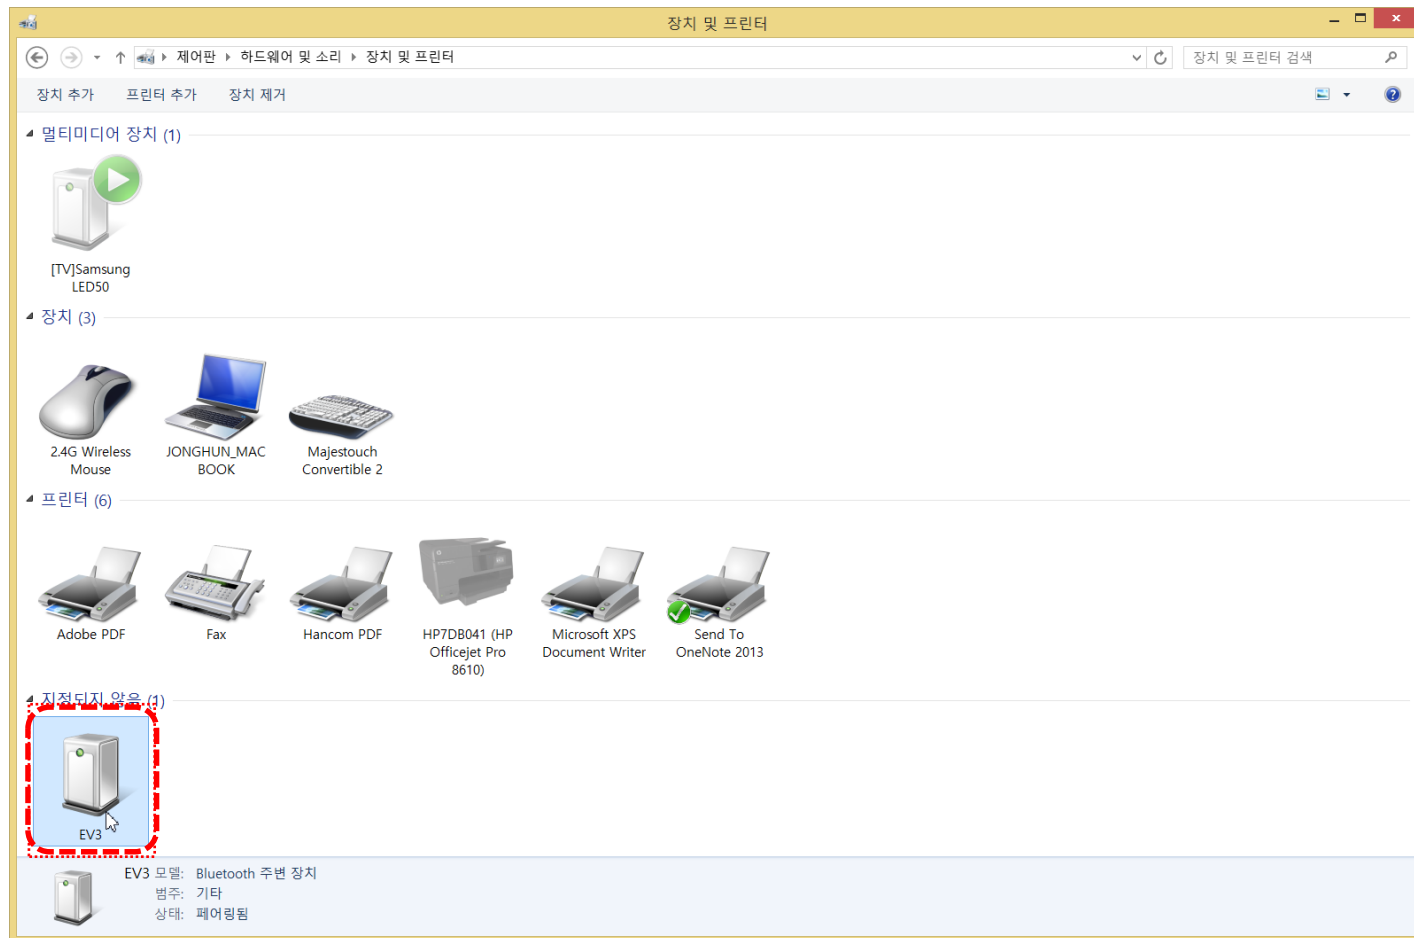 장치 및 프린터
제어판 ▸ 하드웨어 및 소리 ▸ 장치 및 프린터
장치 및 프린터 검색
장치 추가 프린터 추가 장치 제거
멀티미디어 장치 (1)
[TV]Samsung
LED50
장치 (3)
2.4G Wireless
Mouse
JONGHUN_MAC
BOOK
Majestouch
Convertible 2
프린터 (6)
Adobe PDF
Fax
Hancom PDF
HP7DB041 (HP
Officejet Pro
8610)
Microsoft XPS
Document Writer
Send To
OneNote 2013
지정되지 않음 (1)
EV3
EV3 모델: Bluetooth 주변 장치
범주: 기타
상태: 페어링됨